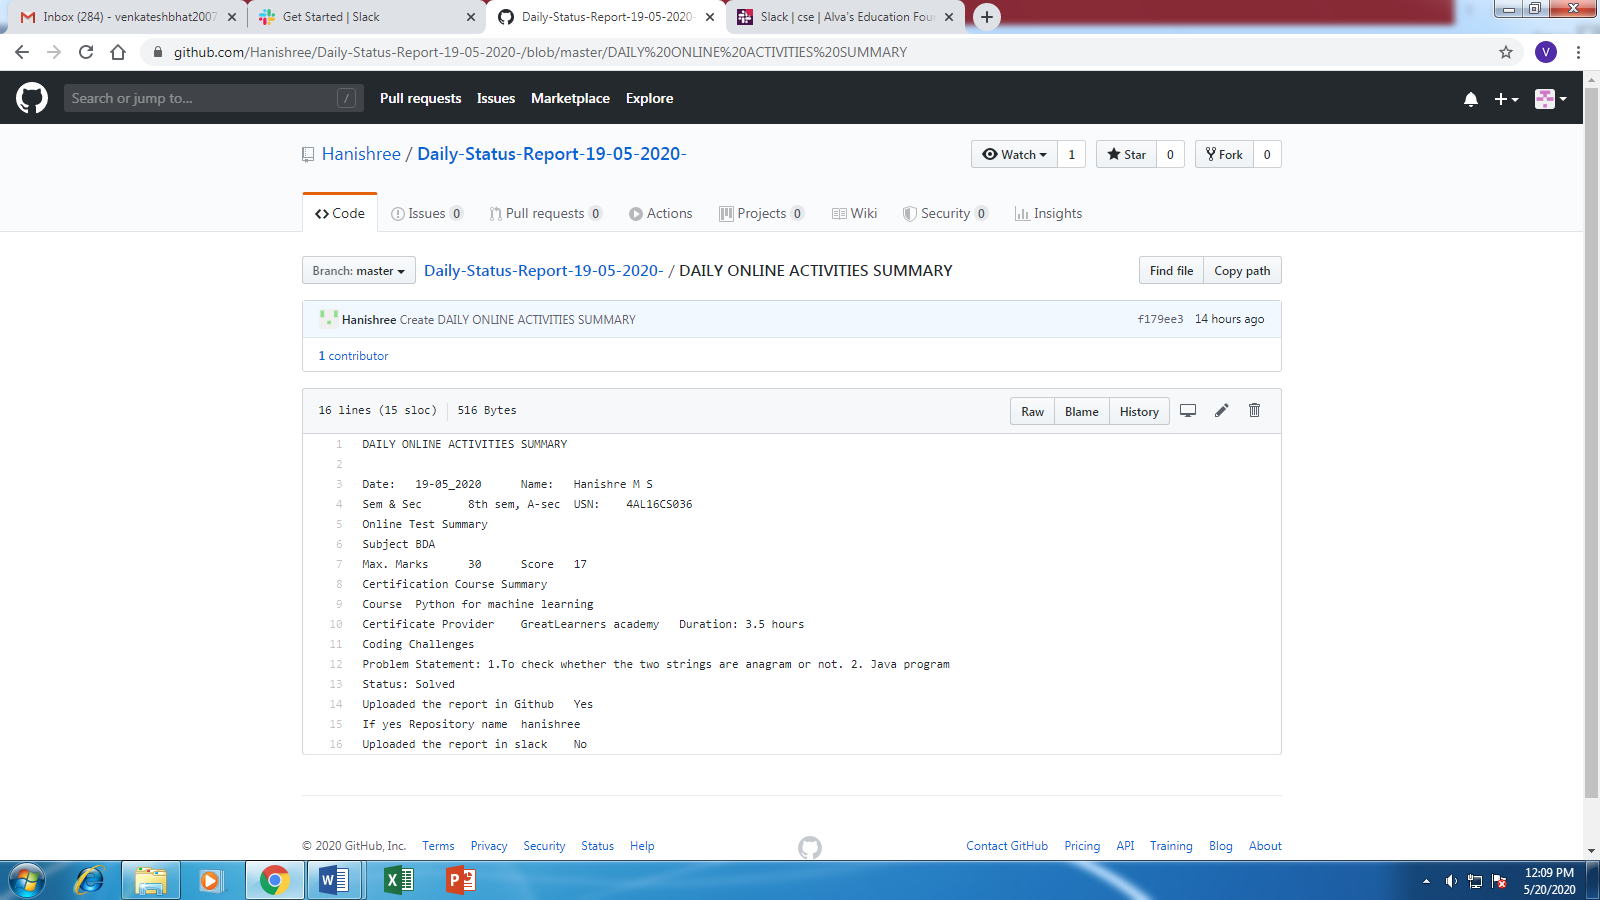 Inbox (284) - venkateshbhat2007
Get Started | Slack
Daily-Status-Report-19-05-2020-
Slack | cse | Alva's Education Fou
github.com/Hanishree/Daily-Status-Report-19-05-2020-/blob/master/DAILY%20ONLINE%20ACTIVITIES%20SUMMARY
V
Search or jump to... /
Pull requests Issues Marketplace Explore
Hanishree / Daily-Status-Report-19-05-2020-
Watch 1 Star 0 Fork 0
Code Issues 0 Pull requests 0 Actions Projects 0 Wiki Security 0 Insights
Branch: master Daily-Status-Report-19-05-2020- / DAILY ONLINE ACTIVITIES SUMMARY Find file Copy path
Hanishree Create DAILY ONLINE ACTIVITIES SUMMARY f179ee3 14 hours ago
1 contributor
16 lines (15 sloc) 516 Bytes Raw Blame History
1 DAILY ONLINE ACTIVITIES SUMMARY
2
3 Date: 19-05_2020 Name: Hanishre M S
4 Sem & Sec 8th sem, A-sec USN: 4AL16CS036
5 Online Test Summary
6 Subject BDA
7 Max. Marks 30 Score 17
8 Certification Course Summary
9 Course Python for machine learning
10 Certificate Provider GreatLearners academy Duration: 3.5 hours
11 Coding Challenges
12 Problem Statement: 1.To check whether the two strings are anagram or not. 2. Java program
13 Status: Solved
14 Uploaded the report in Github Yes
15 If yes Repository name hanishree
16 Uploaded the report in slack No
© 2020 GitHub, Inc. Terms Privacy Security Status Help Contact GitHub Pricing API Training Blog About
12:09 PM
5/20/2020